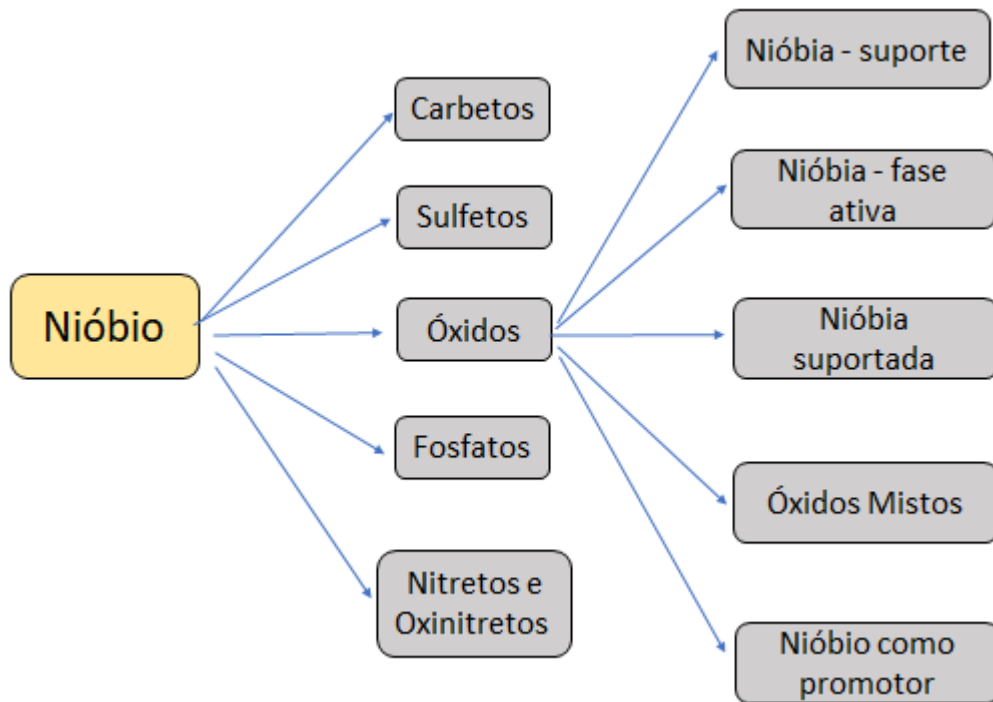 Nióbio
Carbetos
Sulfetos
Óxidos
Fosfatos
Nitretos e
Oxinitretos
Nióbia - suporte
Nióbia - fase
ativa
Nióbia
suportada
Óxidos Mistos
Nióbio como
promotor